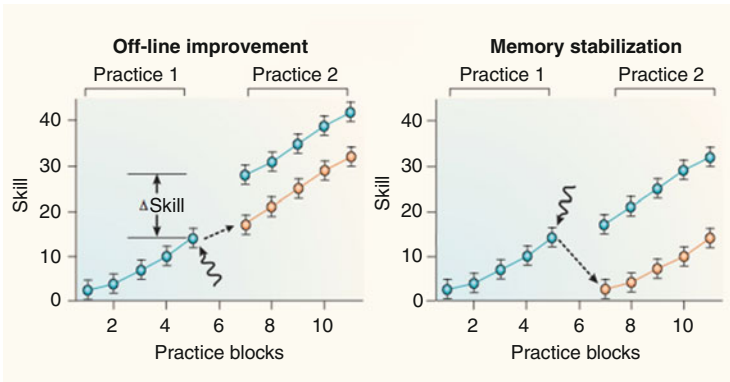 Off-line improvement
Practice 1 Practice 2
40
30
20
10
0
Skill
ΔSkill
2 4 6 8 10
Practice blocks
Memory stabilization
Practice 1 Practice 2
40
30
20
10
0
Skill
2 4 6 8 10
Practice blocks